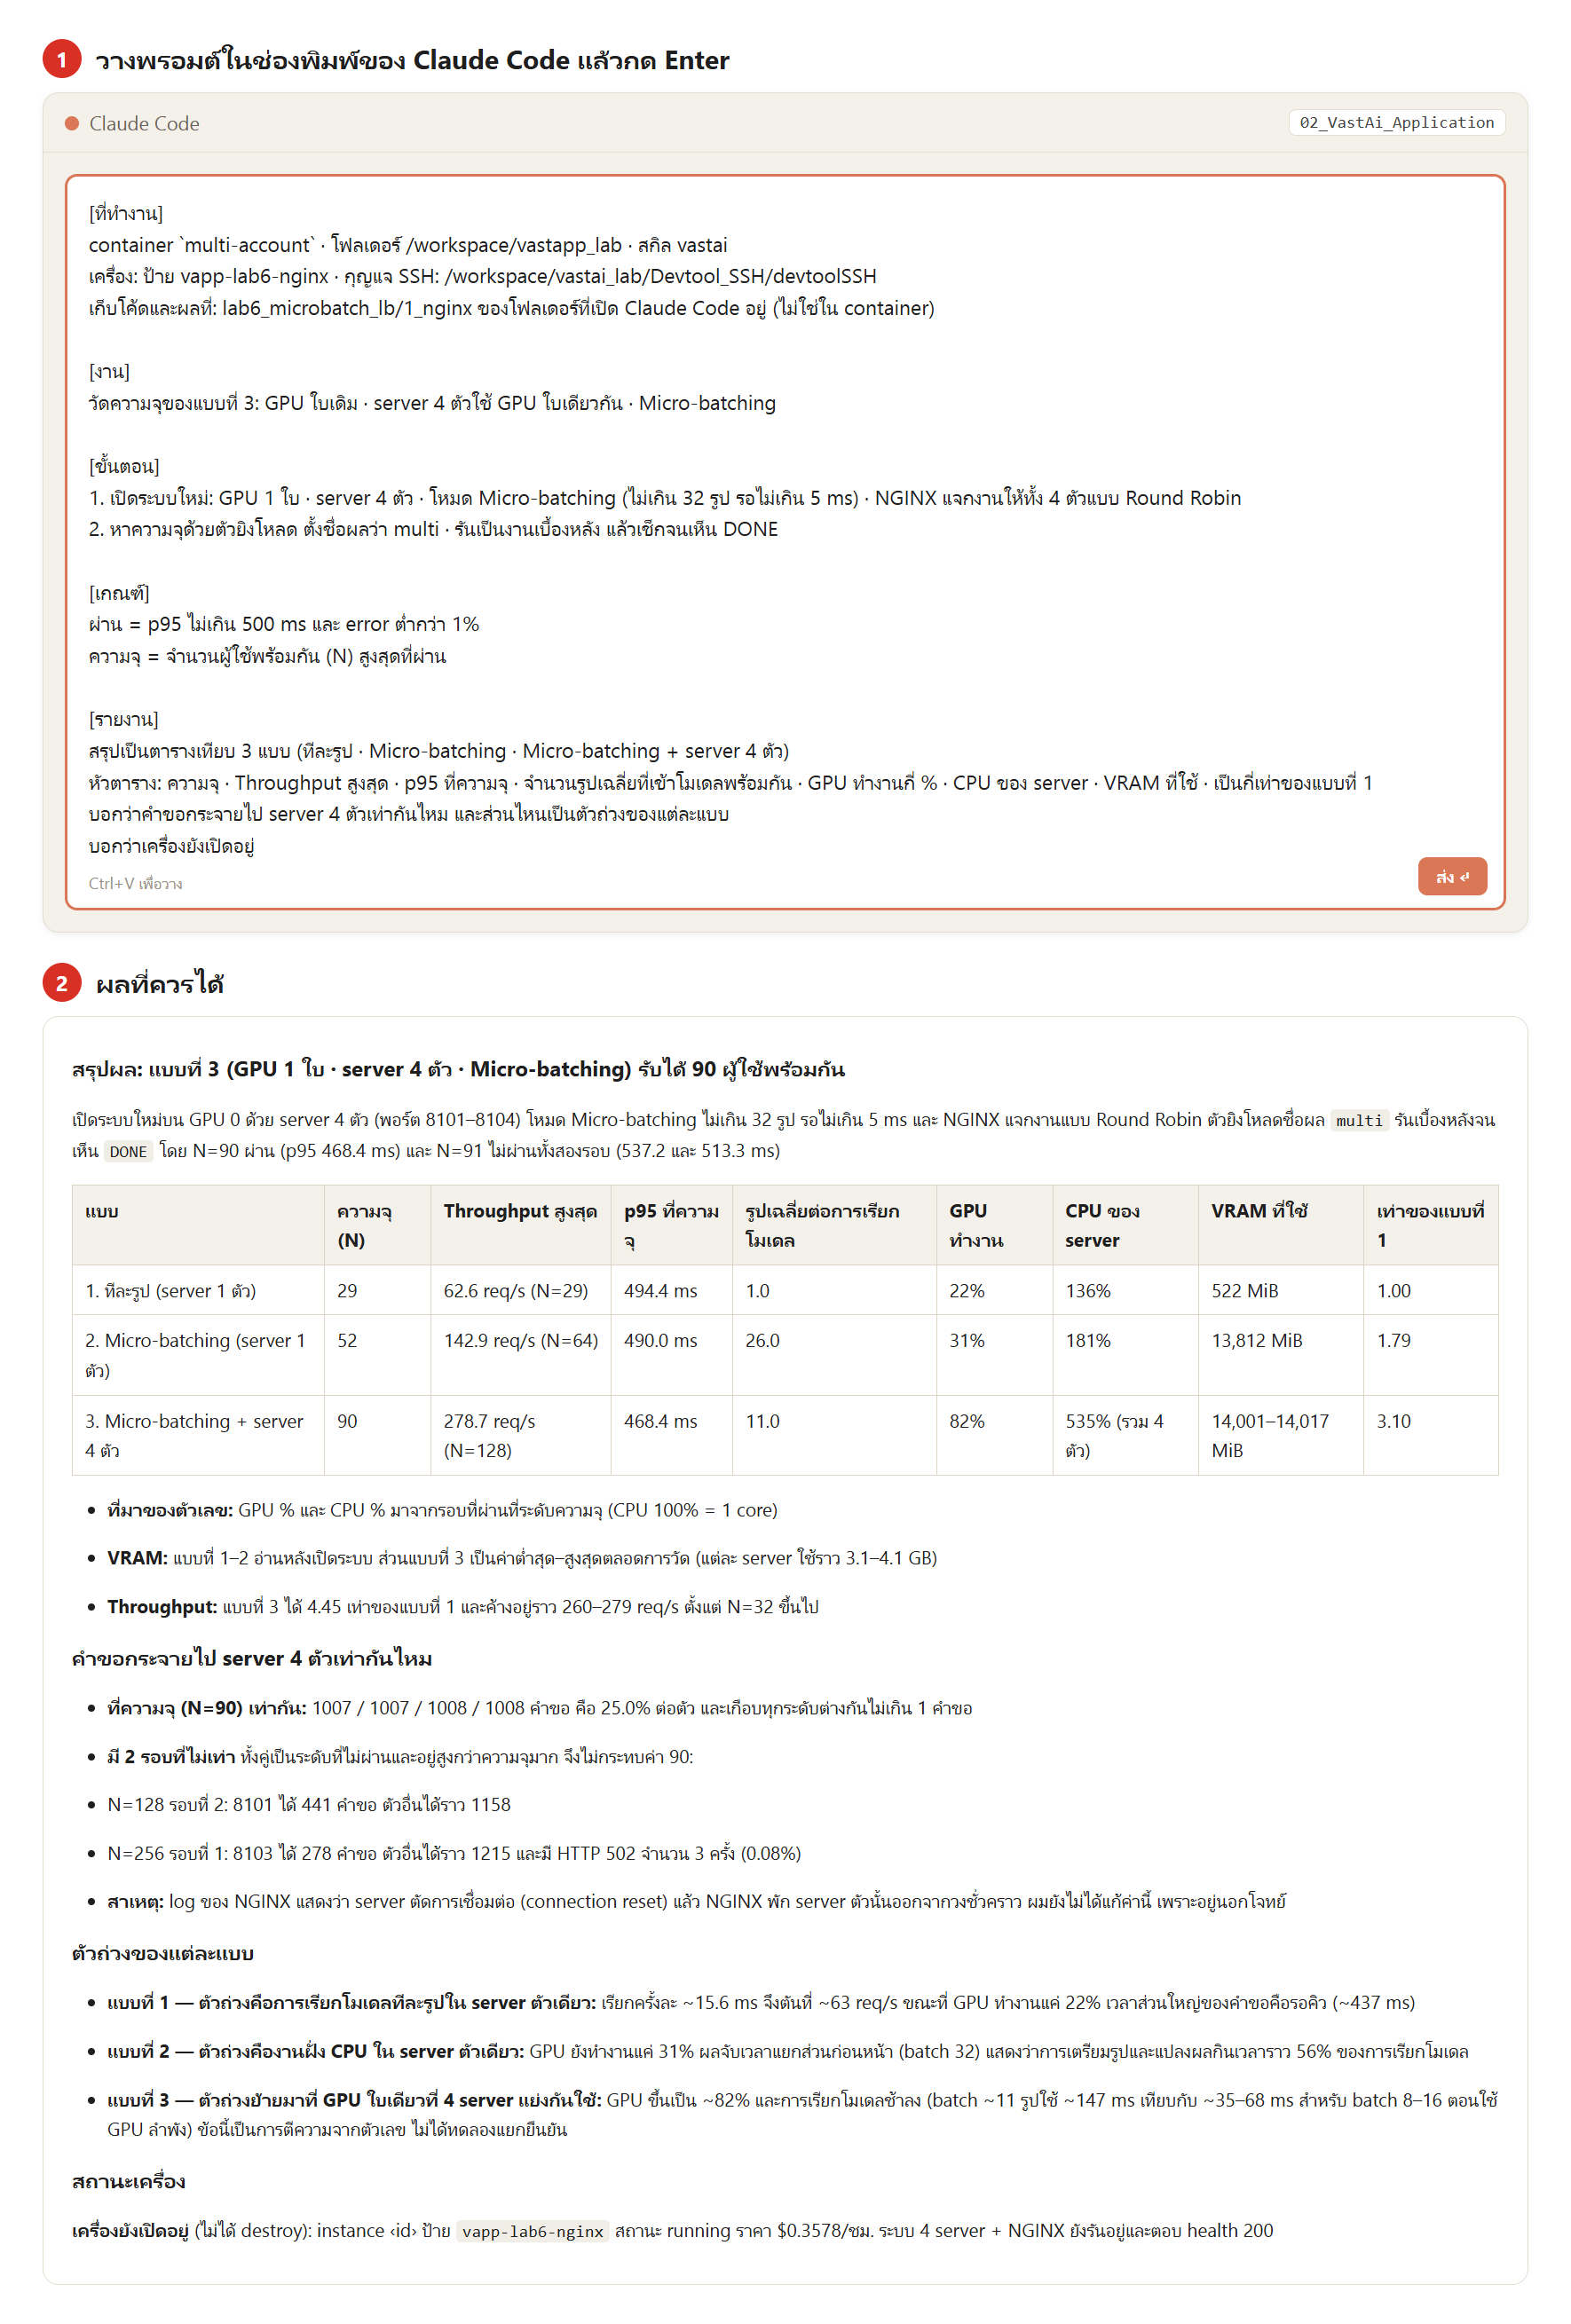 1 วางพรอมต์ในช่องพิมพ์ของ Claude Code แล้วกด Enter
Claude Code
02_VastAi_Application
[ที่ทำงาน]
container `multi-account` · โฟลเดอร์ /workspace/vastapp_lab · สกิล vastai
เครื่อง: ป้าย vapp-lab6-nginx · กุญแจ SSH: /workspace/vastai_lab/Devtool_SSH/devtoolSSH
เก็บโค้ดและผลที่: lab6_microbatch_lb/1_nginx ของโฟลเดอร์ที่เปิด Claude Code อยู่ (ไม่ใช่ใน container)
[งาน]
วัดความจุของแบบที่ 3: GPU ใบเดิม · server 4 ตัวใช้ GPU ใบเดียวกัน · Micro-batching
[ขั้นตอน]
1. เปิดระบบใหม่: GPU 1 ใบ · server 4 ตัว · โหมด Micro-batching (ไม่เกิน 32 รูป รอไม่เกิน 5 ms) · NGINX แจกงานให้ทั้ง 4 ตัวแบบ Round Robin
2. หาความจุด้วยตัวยิงโหลด ตั้งชื่อผลว่า multi · รันเป็นงานเบื้องหลัง แล้วเช็กจนเห็น DONE
[เกณฑ์]
ผ่าน = p95 ไม่เกิน 500 ms และ error ต่ำกว่า 1%
ความจุ = จำนวนผู้ใช้พร้อมกัน (N) สูงสุดที่ผ่าน
[รายงาน]
สรุปเป็นตารางเทียบ 3 แบบ (ทีละรูป · Micro-batching · Micro-batching + server 4 ตัว)
หัวตาราง: ความจุ · Throughput สูงสุด · p95 ที่ความจุ · จำนวนรูปเฉลี่ยที่เข้าโมเดลพร้อมกัน · GPU ทำงานกี่ % · CPU ของ server · VRAM ที่ใช้ · เป็นกี่เท่าของแบบที่ 1
บอกว่าคำขอกระจายไป server 4 ตัวเท่ากันไหม และส่วนไหนเป็นตัวถ่วงของแต่ละแบบ
บอกว่าเครื่องยังเปิดอยู่
Ctrl+V เพื่อวาง
ส่ง ↵
2 ผลที่ควรได้
สรุปผล: แบบที่ 3 (GPU 1 ใบ · server 4 ตัว · Micro-batching) รับได้ 90 ผู้ใช้พร้อมกัน
เปิดระบบใหม่บน GPU 0 ด้วย server 4 ตัว (พอร์ต 8101–8104) โหมด Micro-batching ไม่เกิน 32 รูป รอไม่เกิน 5 ms และ NGINX แจกงานแบบ Round Robin ตัวยิงโหลดชื่อผล multi รันเบื้องหลังจน
เห็น DONE โดย N=90 ผ่าน (p95 468.4 ms) และ N=91 ไม่ผ่านทั้งสองรอบ (537.2 และ 513.3 ms)
แบบ ความจุ (N) Throughput สูงสุด p95 ที่ความจุ รูปเฉลี่ยต่อการเรียกโมเดล GPU ทำงาน CPU ของ server VRAM ที่ใช้ เท่าของแบบที่ 1
1. ทีละรูป (server 1 ตัว) 29 62.6 req/s (N=29) 494.4 ms 1.0 22% 136% 522 MiB 1.00
2. Micro-batching (server 1 ตัว) 52 142.9 req/s (N=64) 490.0 ms 26.0 31% 181% 13,812 MiB 1.79
3. Micro-batching + server 4 ตัว 90 278.7 req/s (N=128) 468.4 ms 11.0 82% 535% (รวม 4 ตัว) 14,001–14,017 MiB 3.10
• ที่มาของตัวเลข: GPU % และ CPU % มาจากรอบที่ผ่านที่ระดับความจุ (CPU 100% = 1 core)
• VRAM: แบบที่ 1–2 อ่านหลังเปิดระบบ ส่วนแบบที่ 3 เป็นค่าต่ำสุด–สูงสุดตลอดการวัด (แต่ละ server ใช้ราว 3.1–4.1 GB)
• Throughput: แบบที่ 3 ได้ 4.45 เท่าของแบบที่ 1 และค้างอยู่ราว 260–279 req/s ตั้งแต่ N=32 ขึ้นไป
คำขอกระจายไป server 4 ตัวเท่ากันไหม
• ที่ความจุ (N=90) เท่ากัน: 1007 / 1007 / 1008 / 1008 คำขอ คือ 25.0% ต่อตัว และเกือบทุกระดับต่างกันไม่เกิน 1 คำขอ
• มี 2 รอบที่ไม่เท่า ทั้งคู่เป็นระดับที่ไม่ผ่านและอยู่สูงกว่าความจุมาก จึงไม่กระทบค่า 90:
• N=128 รอบที่ 2: 8101 ได้ 441 คำขอ ตัวอื่นได้ราว 1158
• N=256 รอบที่ 1: 8103 ได้ 278 คำขอ ตัวอื่นได้ราว 1215 และมี HTTP 502 จำนวน 3 ครั้ง (0.08%)
• สาเหตุ: log ของ NGINX แสดงว่า server ตัดการเชื่อมต่อ (connection reset) แล้ว NGINX พัก server ตัวนั้นออกจากวงชั่วคราว ผมยังไม่ได้แก้ค่านี้ เพราะอยู่นอกโจทย์
ตัวถ่วงของแต่ละแบบ
• แบบที่ 1 — ตัวถ่วงคือการเรียกโมเดลทีละรูปใน server ตัวเดียว: เรียกครั้งละ ~15.6 ms จึงตันที่ ~63 req/s ขณะที่ GPU ทำงานแค่ 22% เวลาส่วนใหญ่ของคำขอคือรอคิว (~437 ms)
• แบบที่ 2 — ตัวถ่วงคืองานฝั่ง CPU ใน server ตัวเดียว: GPU ยังทำงานแค่ 31% ผลจับเวลาแยกส่วนก่อนหน้า (batch 32) แสดงว่าการเตรียมรูปและแปลงผลกินเวลาราว 56% ของการเรียกโมเดล
• แบบที่ 3 — ตัวถ่วงย้ายมาที่ GPU ใบเดียวที่ 4 server แย่งกันใช้: GPU ขึ้นเป็น ~82% และการเรียกโมเดลช้าลง (batch ~11 รูปใช้ ~147 ms เทียบกับ ~35–68 ms สำหรับ batch 8–16 ตอนใช้
GPU ลำพัง) ข้อนี้เป็นการตีความจากตัวเลข ไม่ได้ทดลองแยกยืนยัน
สถานะเครื่อง
เครื่องยังเปิดอยู่ (ไม่ได้ destroy): instance ‹id› ป้าย vapp-lab6-nginx สถานะ running ราคา $0.3578/ชม. ระบบ 4 server + NGINX ยังรันอยู่และตอบ health 200